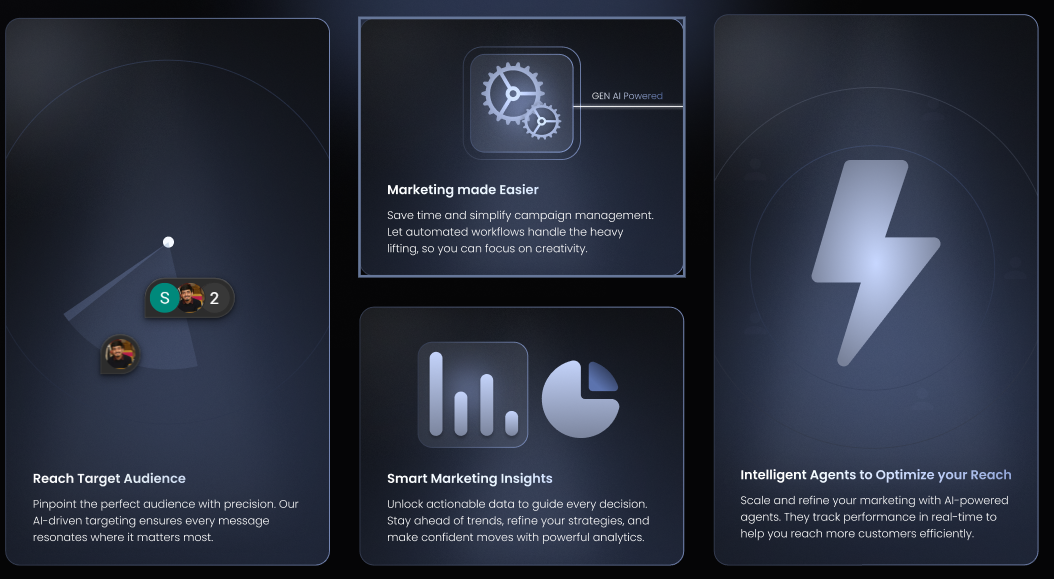 S
2
Reach Target Audience
Pinpoint the perfect audience with precision. Our
AI-driven targeting ensures every message
resonates where it matters most.
GEN AI Powered
Marketing made Easier
Save time and simplify campaign management.
Let automated workflows handle the heavy
lifting, so you can focus on creativity.
Smart Marketing Insights
Unlock actionable data to guide every decision.
Stay ahead of trends, refine your strategies, and
make confident moves with powerful analytics.
Intelligent Agents to Optimize your Reach
Scale and refine your marketing with AI-powered
agents. They track performance in real-time to
help you reach more customers efficiently.